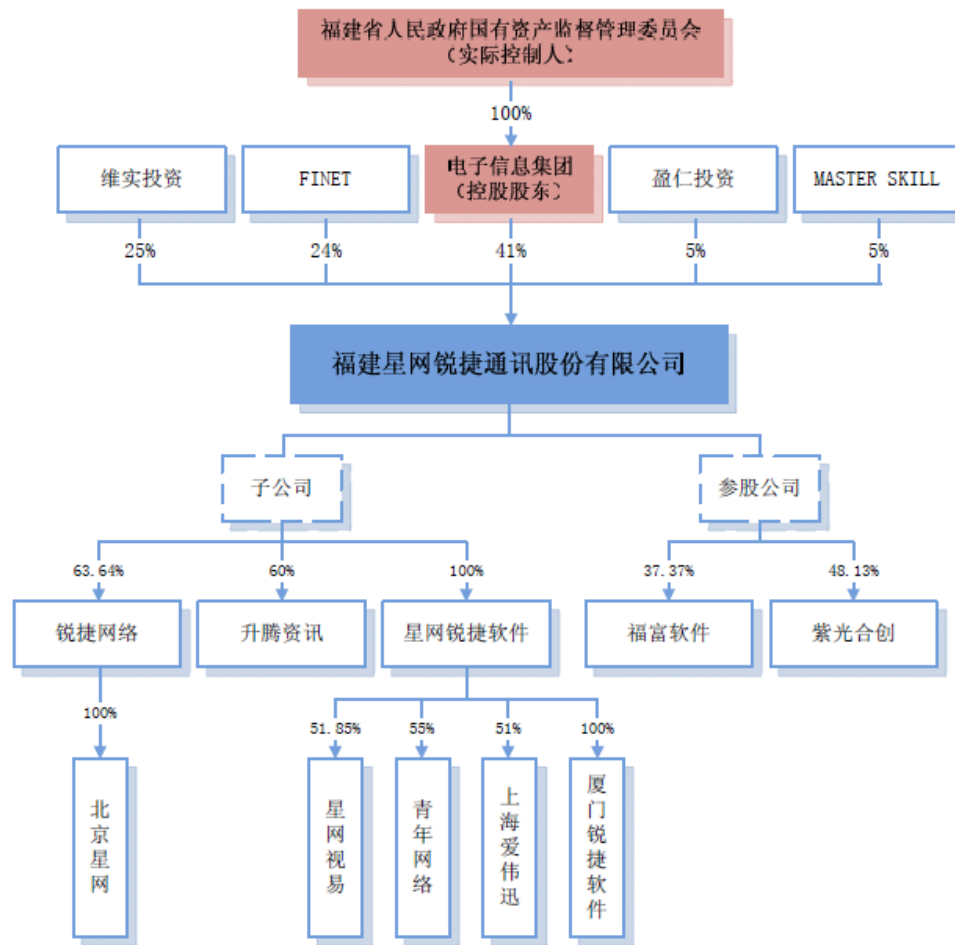 福建省人民政府国有资产监督管理委员会
（实际控制人）
100%
维实投资
FINET
电子信息集团
（控股股东）
盈仁投资
MASTER SKILL
25%
24%
41%
5%
5%
福建星网锐捷通讯股份有限公司
子公司
参股公司
63.64%
60%
100%
37.37%
48.13%
锐捷网络
升腾资讯
星网锐捷软件
福富软件
紫光合创
100%
51.85%
55%
51%
100%
北京星网
星网视易
青年网络
上海爱伟迅
厦门锐捷软件